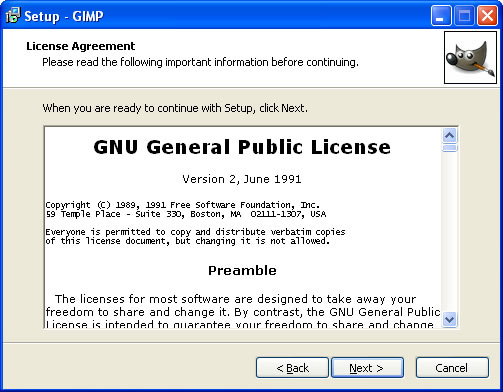 Setup - GIMP
License Agreement
Please read the following important information before continuing.
When you are ready to continue with Setup, click Next.
GNU General Public License
Version 2, June 1991
Copyright (C) 1989, 1991 Free Software Foundation, Inc.
59 Temple Place - Suite 330, Boston, MA  02111-1307, USA
Everyone is permitted to copy and distribute verbatim copies
of this license document, but changing it is not allowed.
Preamble
The licenses for most software are designed to take away your
freedom to share and change it. By contrast, the GNU General Public
License is intended to guarantee your freedom to share and change
< Back
Next >
Cancel